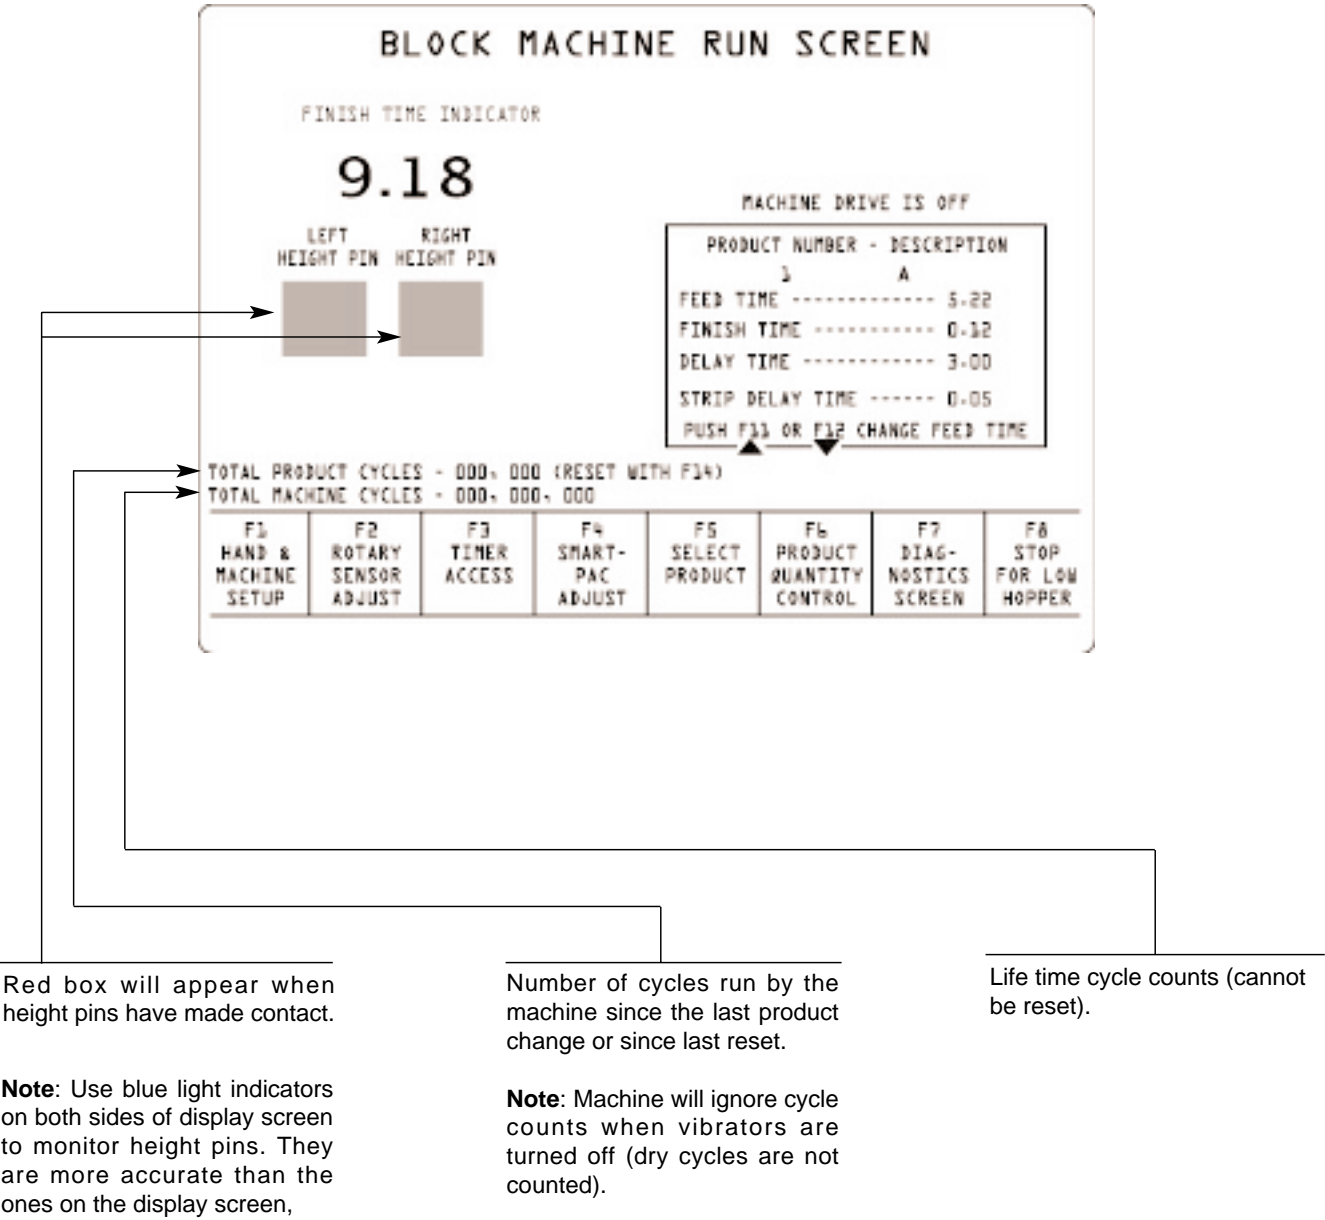 BLOCK MACHINE RUN SCREEN
FINISH TIME INDICATOR
9.18
MACHINE DRIVE IS OFF
LEFT HEIGHT PIN
RIGHT HEIGHT PIN
PRODUCT NUMBER - DESCRIPTION
1 A
FEED TIME ------------- 5.22
FINISH TIME ----------- 0.12
DELAY TIME ------------ 3.00
STRIP DELAY TIME ------ 0.05
PUSH F11 OR F12 CHANGE FEED TIME
TOTAL PRODUCT CYCLES - 000, 000 (RESET WITH F14)
TOTAL MACHINE CYCLES - 000, 000, 000
F1
HAND &
MACHINE
SETUP
F2
ROTARY
SENSOR
ADJUST
F3
TIMER
ACCESS
F4
SMART-
PAC
ADJUST
F5
SELECT
PRODUCT
F6
PRODUCT
QUANTITY
CONTROL
F7
DIAG-
NOSTICS
SCREEN
F8
STOP
FOR LOW
HOPPER
Red box will appear when
height pins have made contact.
Note: Use blue light indicators
on both sides of display screen
to monitor height pins. They
are more accurate than the
ones on the display screen,
Number of cycles run by the
machine since the last product
change or since last reset.
Note: Machine will ignore cycle
counts when vibrators are
turned off (dry cycles are not
counted).
Life time cycle counts (cannot
be reset).